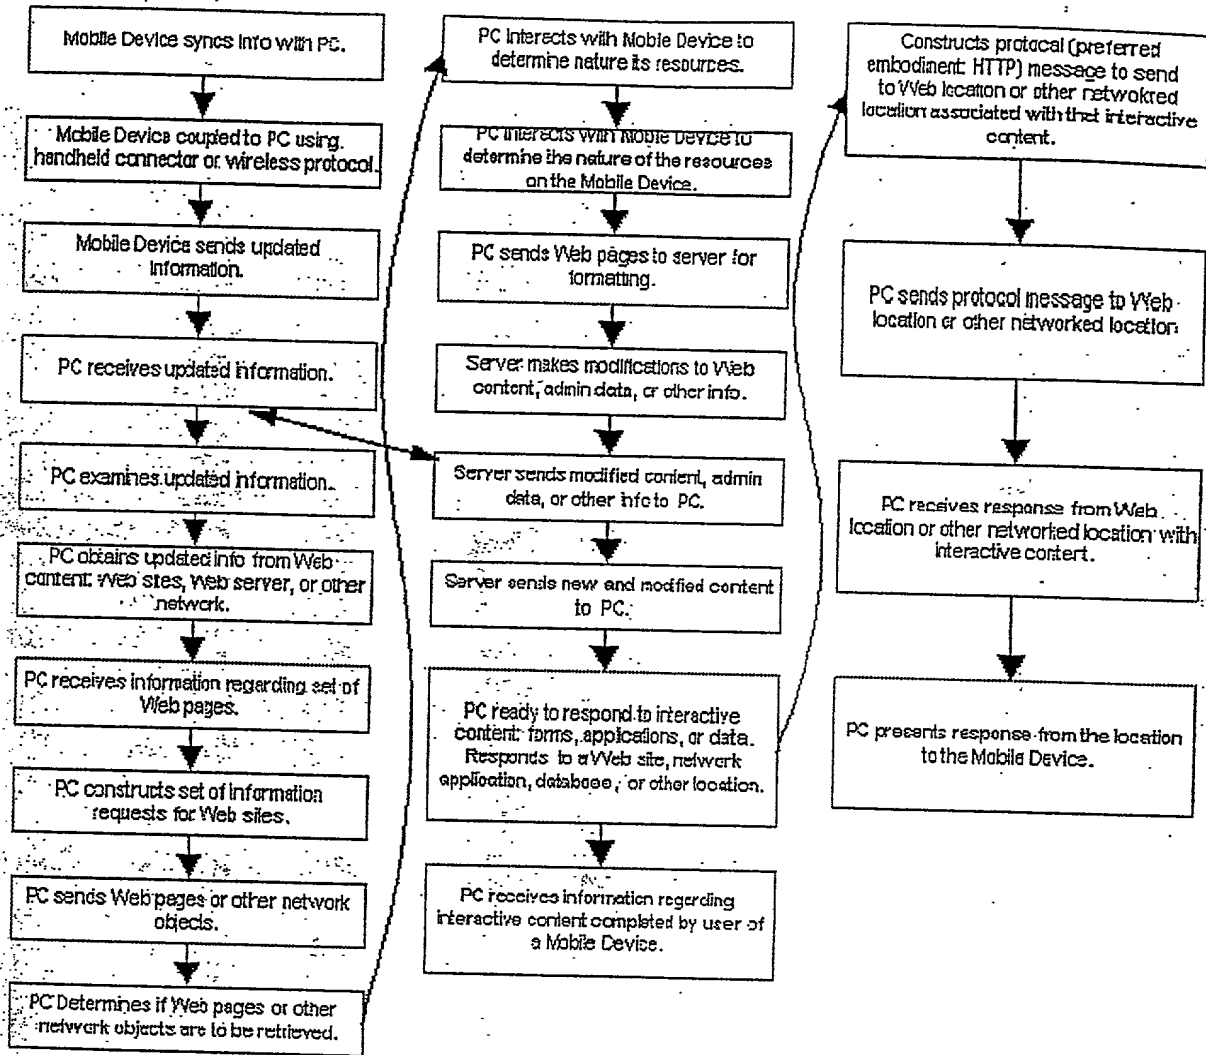 Mobile Device syncs info with PC.
Mobile Device coupled to PC using
handheld connector or wireless protocol.
Mobile Device sends updated
information.
PC receives updated information.
PC examines updated information.
PC obtains updated info from Web
content: Web sites, Web server, or other
network.
PC receives information regarding set of
Web pages.
PC constructs set of information
requests for Web sites.
PC sends Web pages or other network
objects.
PC Determines if Web pages or other
network objects are to be retrieved.
PC Interacts with Mobile Device to
determine nature its resources.
PC interacts with Mobile Device to
determine the nature of the resources
on the Mobile Device.
PC sends Web pages to server for
formatting.
Server makes modifications to Web
content, admin data, or other info.
Server sends modified content, admin
data, or other info to PC.
Server sends new and modified content
to PC.
PC ready to respond to interactive
content: forms, applications, or data.
Responds to a Web site, network
application, database, or other location.
PC receives information regarding
interactive content completed by user of
a Mobile Device.
Constructs protocal (preferred
embodiment: HTTP) message to send
to Web location or other netwokred
location associated with that interactive
content.
PC sends protocol message to Web
location or other networked location
PC receives response from Web
location or other networked location with
interactive content.
PC presents response from the location
to the Mobile Device.